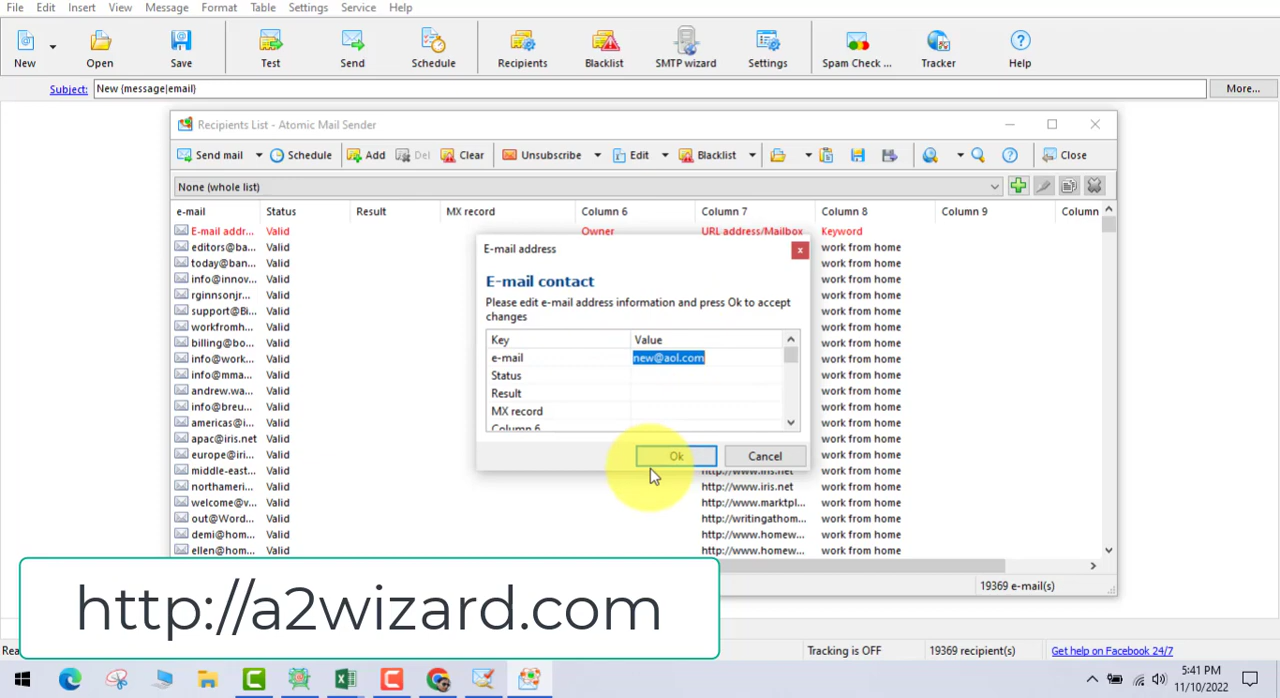 File Edit Insert View Message Format Table Settings Service Help
New Open Save Test Send Schedule Recipients Blacklist SMTP wizard Settings Spam Check ... Tracker Help
Subject: New {message|email} More...
Recipients List - Atomic Mail Sender
Send mail Schedule Add Del Clear Unsubscribe Edit Blacklist Close
None (whole list)
e-mail Status Result MX record Column 6 Column 7 Column 8 Column 9 Column
E-mail addr... Valid Owner URL address/Mailbox Keyword
editors@ba... Valid work from home
today@ban... Valid work from home
info@innov... Valid work from home
rginnsonjr... Valid work from home
support@Bi... Valid work from home
workfromh... Valid work from home
billing@bo... Valid work from home
info@work... Valid work from home
info@mma... Valid work from home
andrew.wa... Valid work from home
info@breu... Valid work from home
americas@i... Valid work from home
apac@iris.net Valid work from home
europe@iri... Valid work from home
middle-east... Valid http://www.iris.net work from home
northameri... Valid http://www.iris.net work from home
welcome@v... Valid http://www.marktpl... work from home
out@Word... Valid http://writingathom... work from home
demi@hom... Valid http://www.homew... work from home
ellen@hom... Valid http://www.homew... work from home
E-mail address
E-mail contact
Please edit e-mail address information and press Ok to accept
changes
Key Value
e-mail new@aol.com
Status
Result
MX record
Column 6
Ok Cancel
19369 e-mail(s)
http://a2wizard.com
Rea
Tracking is OFF 19369 recipient(s) Get help on Facebook 24/7
5:41 PM
11/10/2022